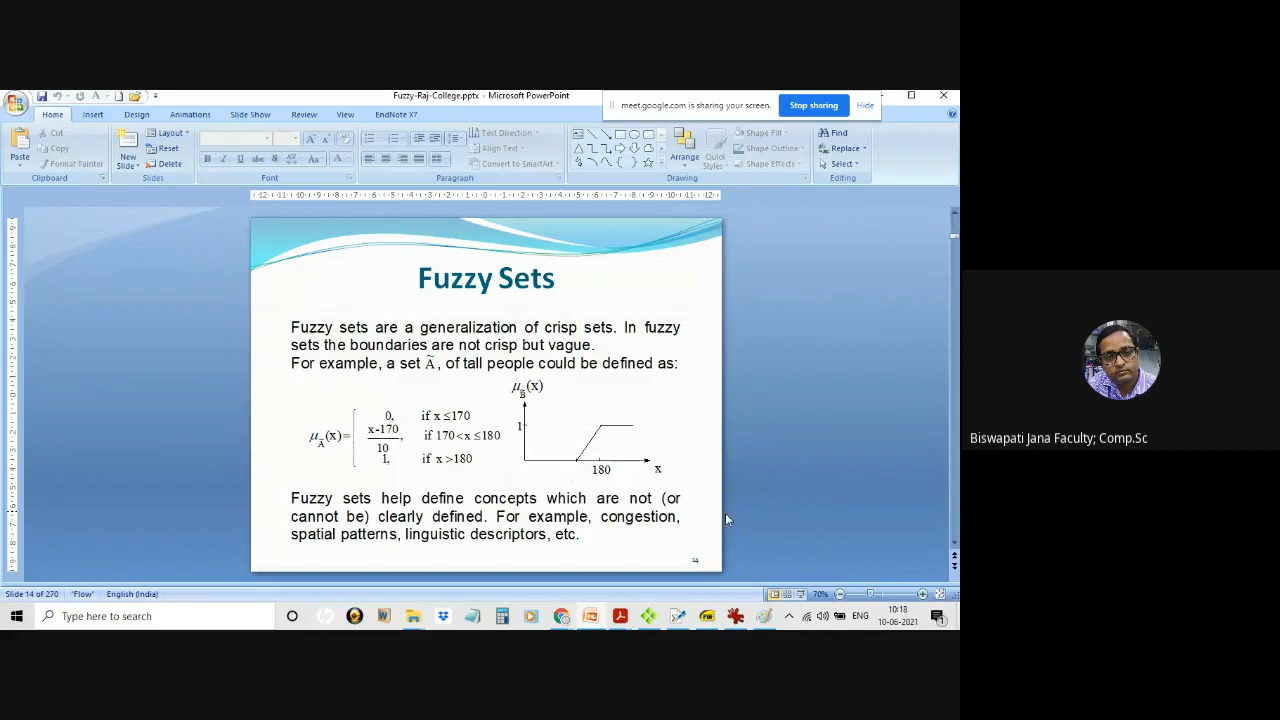 Fuzzy-Raj-College.pptx - Microsoft PowerPoint
meet.google.com is sharing your screen.
Stop sharing
Hide
Home Insert Design Animations Slide Show Review View EndNote X7
Paste
Cut
Copy
Format Painter
Clipboard
New Slide
Layout
Reset
Delete
Slides
B I U abc S AV Aa A
Font
Text Direction
Align Text
Convert to SmartArt
Paragraph
Arrange
Quick Styles
Shape Fill
Shape Outline
Shape Effects
Drawing
Find
Replace
Select
Editing
Fuzzy Sets
Fuzzy sets are a generalization of crisp sets. In fuzzy
sets the boundaries are not crisp but vague.
For example, a set Ã, of tall people could be defined as:
μ_B̃(x)
0, if x ≤170
μ_Ã(x)= x-170/10, if 170<x ≤180
1, if x >180
1
180 x
Fuzzy sets help define concepts which are not (or
cannot be) clearly defined. For example, congestion,
spatial patterns, linguistic descriptors, etc.
14
Biswapati Jana Faculty; Comp.Sc
Slide 14 of 270 "Flow" English (India) 70%
Type here to search
ENG
10:18
10-06-2021